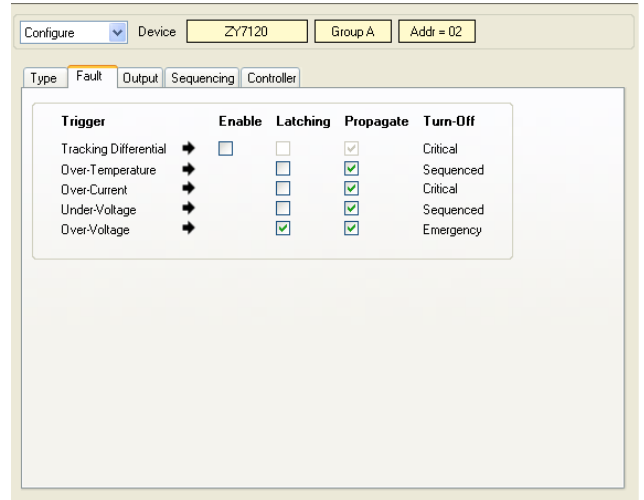 Configure Device ZY7120 Group A Addr = 02
Type Fault Output Sequencing Controller
Trigger Enable Latching Propagate Turn-Off
Tracking Differential Critical
Over-Temperature Sequenced
Over-Current Critical
Under-Voltage Sequenced
Over-Voltage Emergency